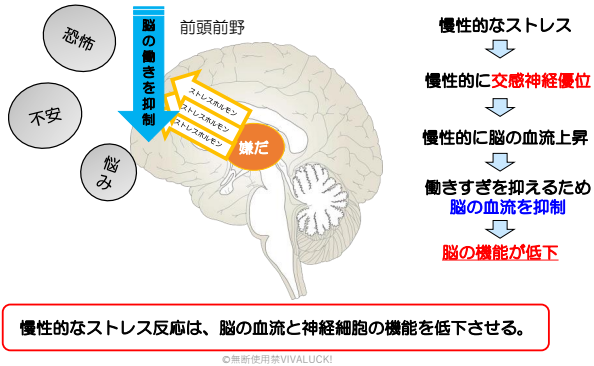 恐怖
不安
悩み
脳の働きを抑制
前頭前野
ストレスホルモン
ストレスホルモン
ストレスホルモン
嫌だ
慢性的なストレス
慢性的に交感神経優位
慢性的に脳の血流上昇
働きすぎを抑えるため
脳の血流を抑制
脳の機能が低下
慢性的なストレス反応は、脳の血流と神経細胞の機能を低下させる。
©無断使用禁VIVALUCK!